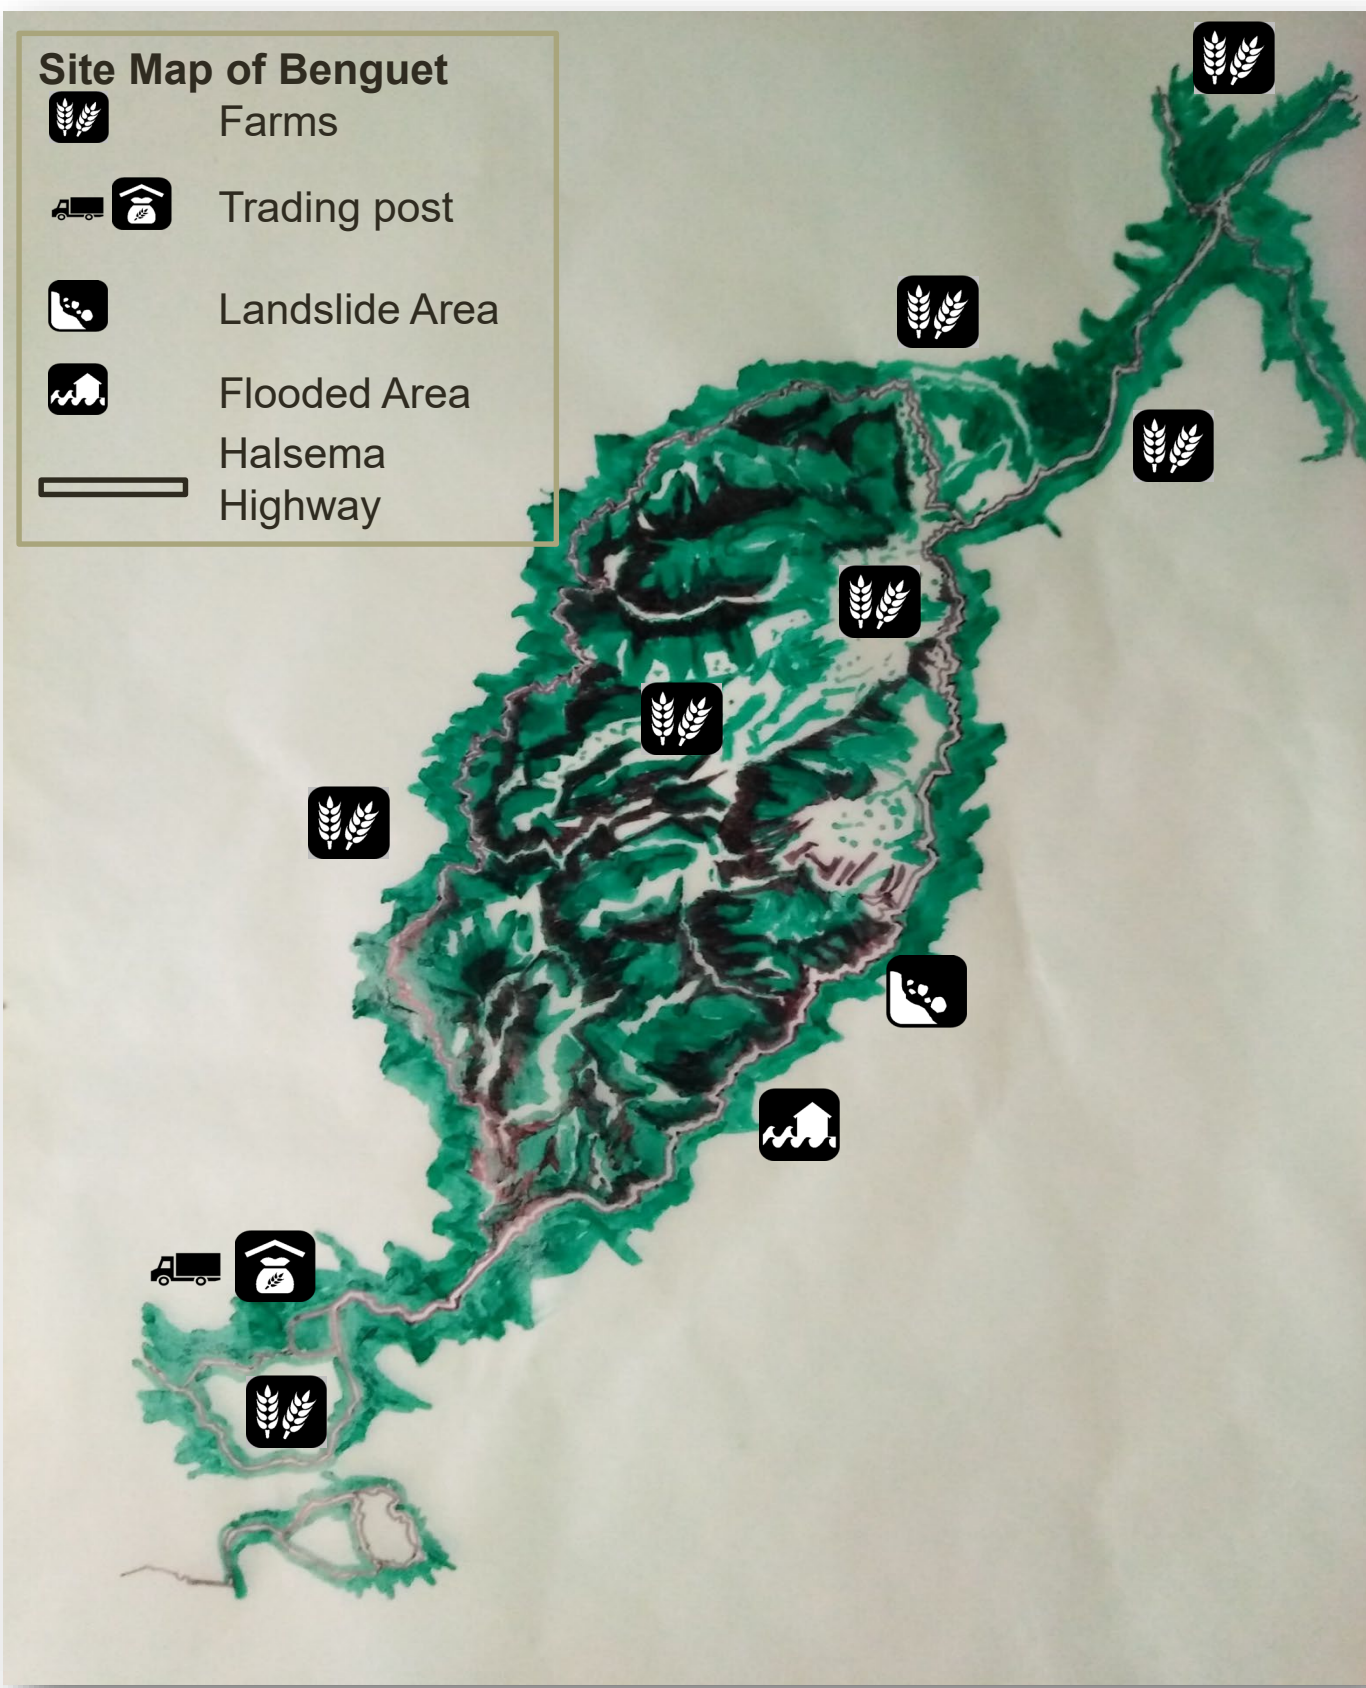 Site Map of Benguet
Farms
Trading post
Landslide Area
Flooded Area
Halsema
Highway